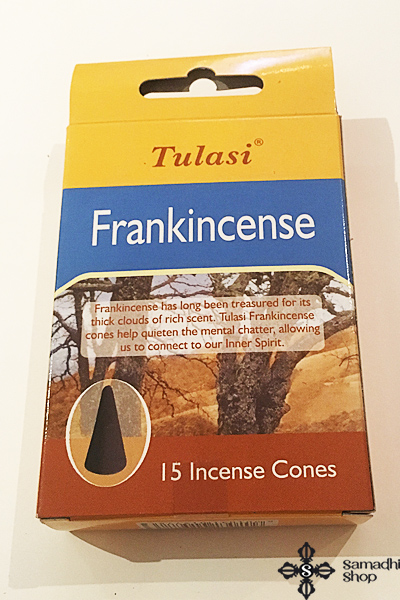 Tulasi®
Frankincense
Frankincense has long been treasured for its
thick clouds of rich scent. Tulasi Frankincense
cones help quieten the mental chatter, allowing
us to connect to our Inner Spirit.
15 Incense Cones
S
Samadhi
Shop